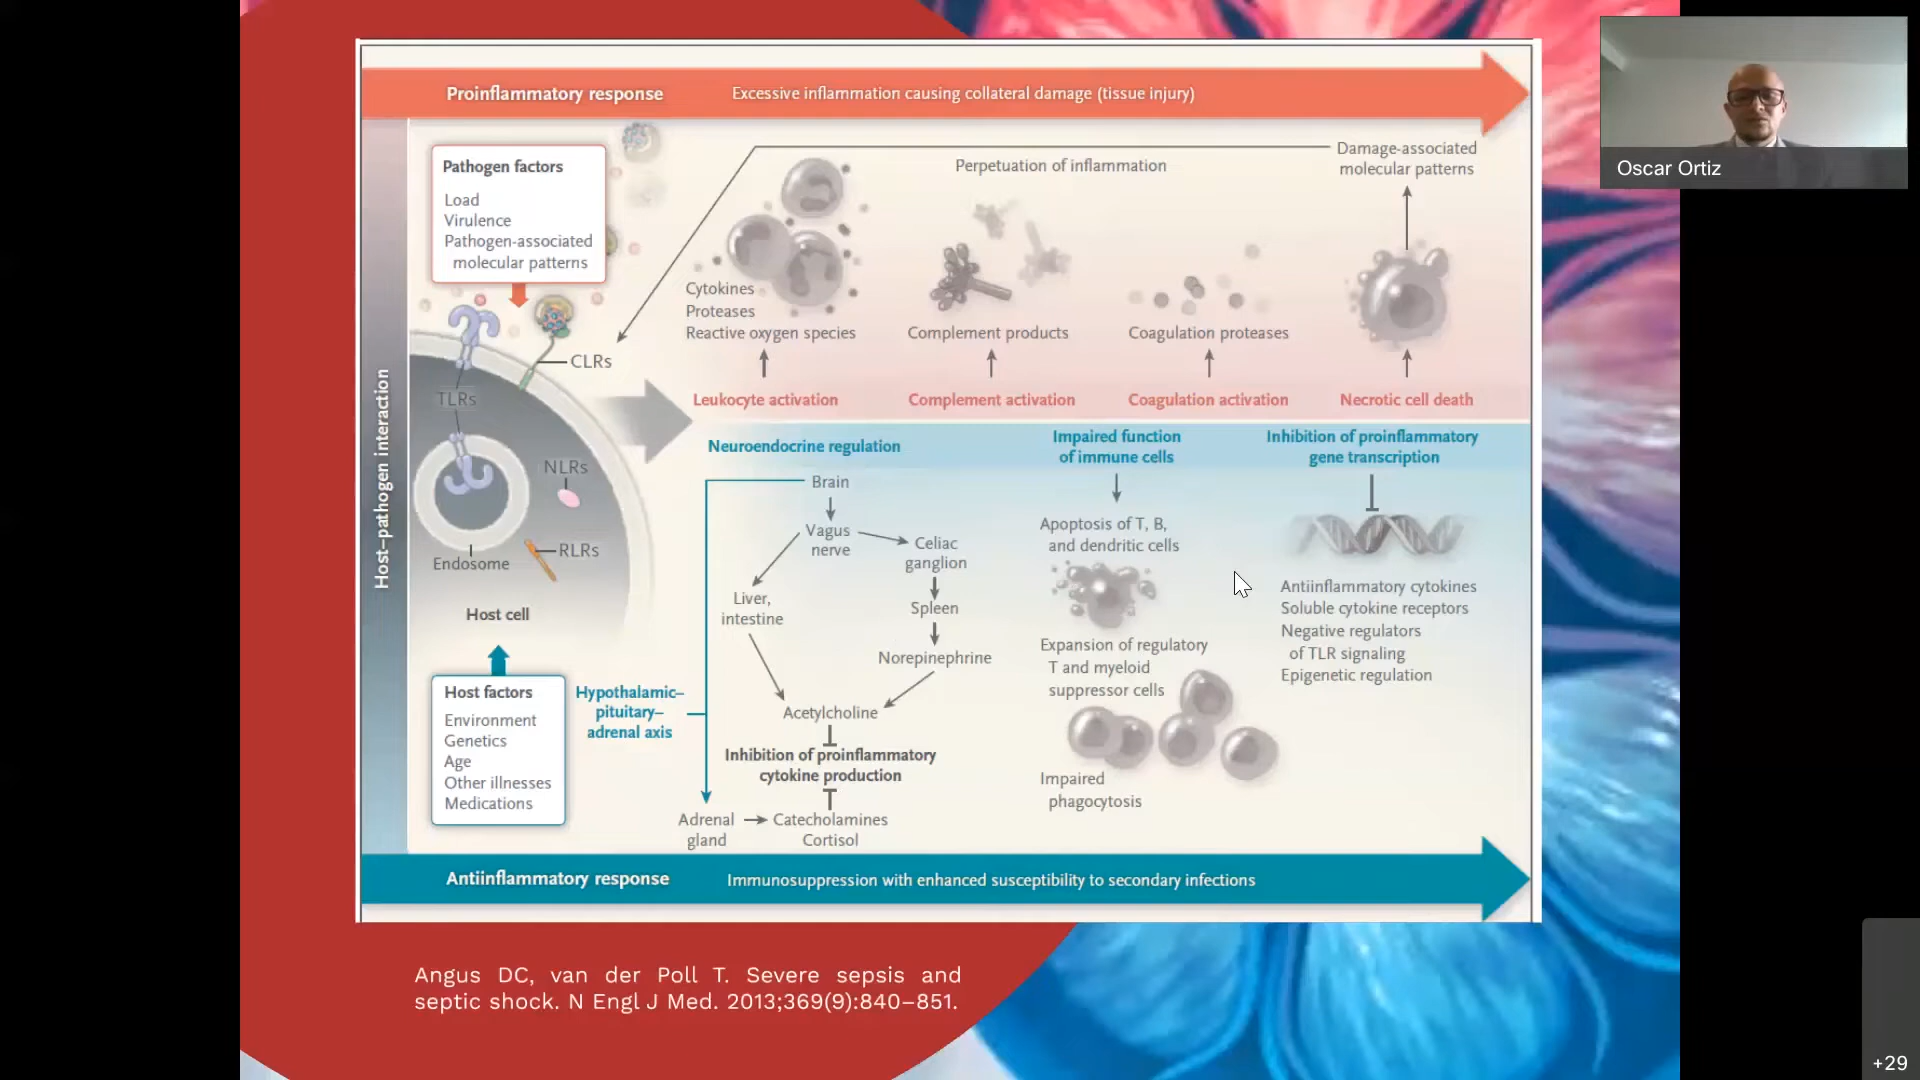 Proinflammatory response
Excessive inflammation causing collateral damage (tissue injury)
Oscar Ortiz
Host–pathogen interaction
Pathogen factors
Load
Virulence
Pathogen-associated
molecular patterns
TLRs
CLRs
NLRs
RLRs
Endosome
Host cell
Host factors
Environment
Genetics
Age
Other illnesses
Medications
Perpetuation of inflammation
Damage-associated
molecular patterns
Cytokines
Proteases
Reactive oxygen species
Complement products
Coagulation proteases
Leukocyte activation
Complement activation
Coagulation activation
Necrotic cell death
Neuroendocrine regulation
Brain
Vagus
nerve
Celiac
ganglion
Liver,
intestine
Spleen
Norepinephrine
Hypothalamic–
pituitary–
adrenal axis
Acetylcholine
Inhibition of proinflammatory
cytokine production
Adrenal
gland
Catecholamines
Cortisol
Impaired function
of immune cells
Apoptosis of T, B,
and dendritic cells
Expansion of regulatory
T and myeloid
suppressor cells
Impaired
phagocytosis
Inhibition of proinflammatory
gene transcription
Antiinflammatory cytokines
Soluble cytokine receptors
Negative regulators
of TLR signaling
Epigenetic regulation
Antiinflammatory response
Immunosuppression with enhanced susceptibility to secondary infections
Angus DC, van der Poll T. Severe sepsis and
septic shock. N Engl J Med. 2013;369(9):840–851.
+29